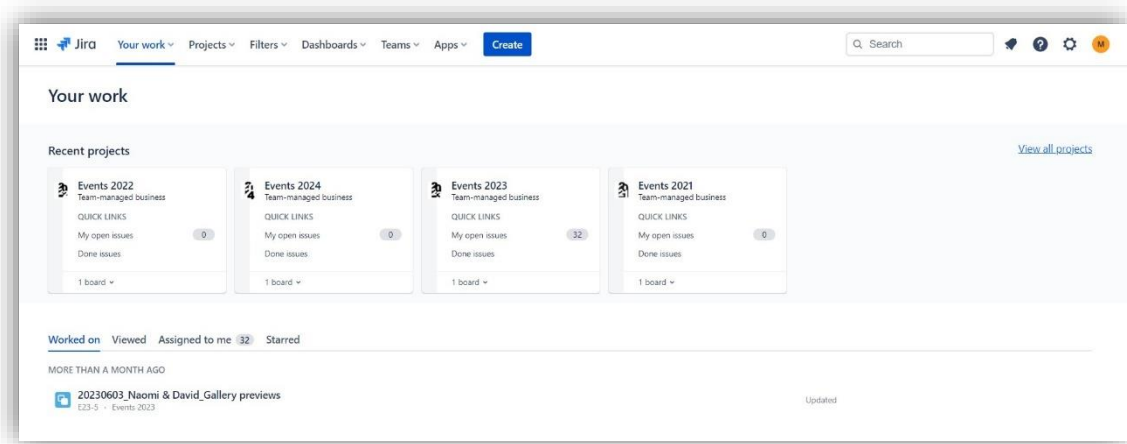 Jira Your work Projects Filters Dashboards Teams Apps Create Search M
Your work
Recent projects View all projects
Events 2022
Team-managed business
QUICK LINKS
My open issues 0
Done issues
1 board
Events 2024
Team-managed business
QUICK LINKS
My open issues 0
Done issues
1 board
Events 2023
Team-managed business
QUICK LINKS
My open issues 32
Done issues
1 board
Events 2021
Team-managed business
QUICK LINKS
My open issues 0
Done issues
1 board
Worked on Viewed Assigned to me 32 Starred
MORE THAN A MONTH AGO
20230603_Naomi & David_Gallery previews
E23-5 · Events 2023
Updated